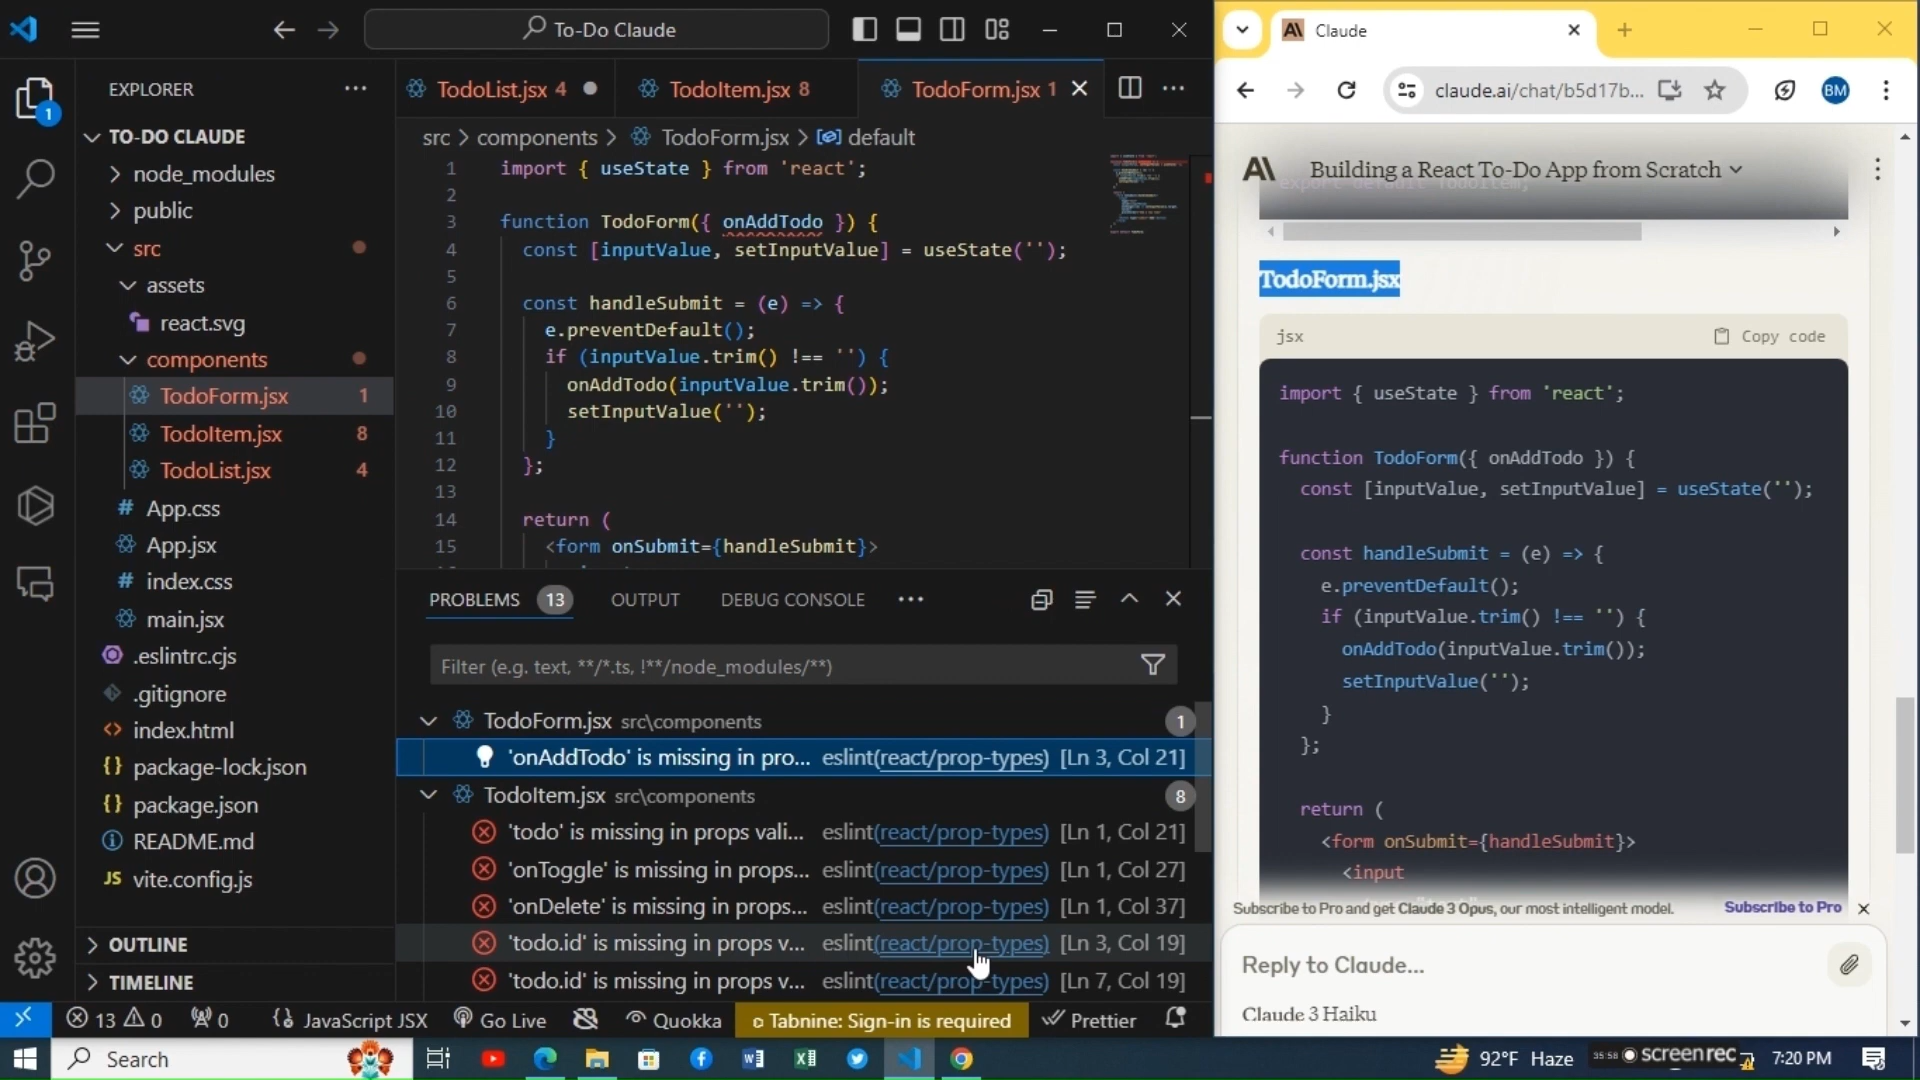 To-Do Claude
EXPLORER
TO-DO CLAUDE
node_modules
public
src
assets
react.svg
components
TodoForm.jsx 1
TodoItem.jsx 8
TodoList.jsx 4
# App.css
App.jsx
# index.css
main.jsx
.eslintrc.cjs
.gitignore
<> index.html
{} package-lock.json
{} package.json
README.md
JS vite.config.js
OUTLINE
TIMELINE
1
TodoList.jsx 4
TodoItem.jsx 8
TodoForm.jsx 1
src > components > TodoForm.jsx > default
1 import { useState } from 'react';
2
3 function TodoForm({ onAddTodo }) {
4 const [inputValue, setInputValue] = useState('');
5
6 const handleSubmit = (e) => {
7 e.preventDefault();
8 if (inputValue.trim() !== '') {
9 onAddTodo(inputValue.trim());
10 setInputValue('');
11 }
12 };
13
14 return (
15 <form onSubmit={handleSubmit}>
PROBLEMS 13 OUTPUT DEBUG CONSOLE
Filter (e.g. text, **/*.ts, !**/node_modules/**)
TodoForm.jsx src\components 1
'onAddTodo' is missing in pro... eslint(react/prop-types) [Ln 3, Col 21]
TodoItem.jsx src\components 8
'todo' is missing in props vali... eslint(react/prop-types) [Ln 1, Col 21]
'onToggle' is missing in props... eslint(react/prop-types) [Ln 1, Col 27]
'onDelete' is missing in props... eslint(react/prop-types) [Ln 1, Col 37]
'todo.id' is missing in props v... eslint(react/prop-types) [Ln 3, Col 19]
'todo.id' is missing in props v... eslint(react/prop-types) [Ln 7, Col 19]
13 0 0 JavaScript JSX Go Live Quokka Tabnine: Sign-in is required Prettier
Claude
claude.ai/chat/b5d17b...
BM
Building a React To-Do App from Scratch
export default TodoItem;
TodoForm.jsx
jsx
Copy code
import { useState } from 'react';
function TodoForm({ onAddTodo }) {
const [inputValue, setInputValue] = useState('');
const handleSubmit = (e) => {
e.preventDefault();
if (inputValue.trim() !== '') {
onAddTodo(inputValue.trim());
setInputValue('');
}
};
return (
<form onSubmit={handleSubmit}>
<input
Subscribe to Pro and get Claude 3 Opus, our most intelligent model. Subscribe to Pro
Reply to Claude...
Claude 3 Haiku
Search
92°F Haze
35:58 screenrec
7:20 PM